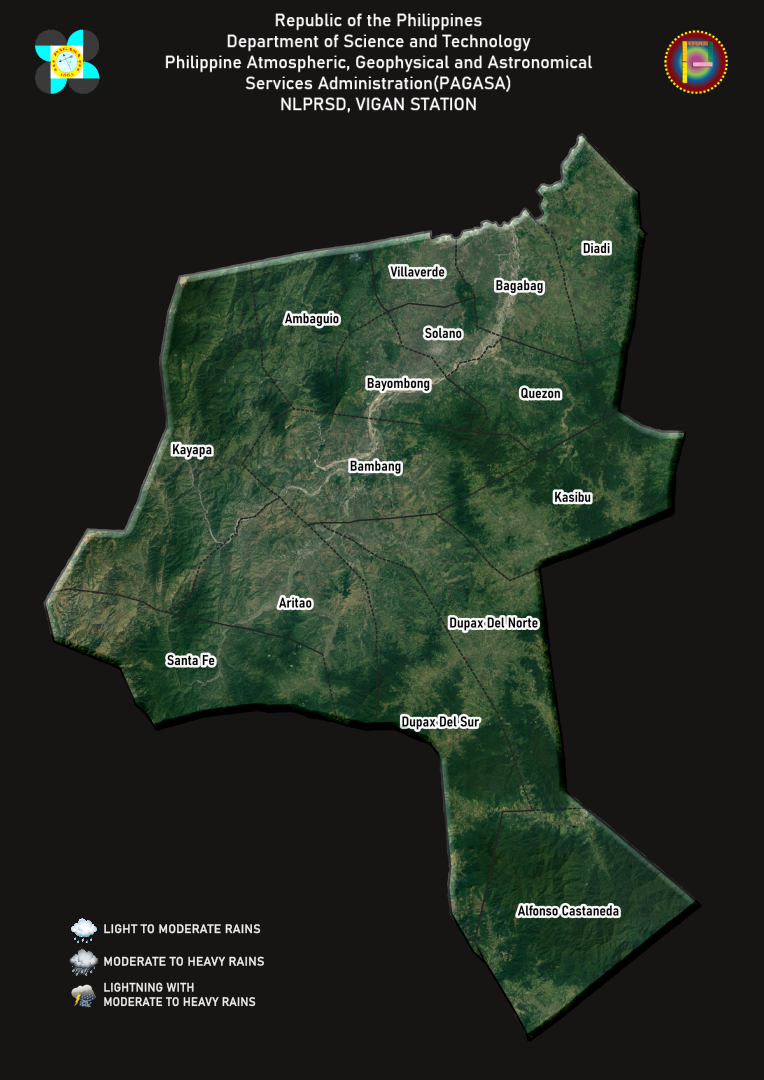 Republic of the Philippines
Department of Science and Technology
Philippine Atmospheric, Geophysical and Astronomical
Services Administration(PAGASA)
NLPRSD, VIGAN STATION
PAGASA
Diadi
Villaverde
Bagabag
Ambaguio
Solano
Bayombong
Quezon
Kayapa
Bambang
Kasibu
Aritao
Dupax Del Norte
Santa Fe
Dupax Del Sur
Alfonso Castaneda
LIGHT TO MODERATE RAINS
MODERATE TO HEAVY RAINS
LIGHTNING WITH
MODERATE TO HEAVY RAINS